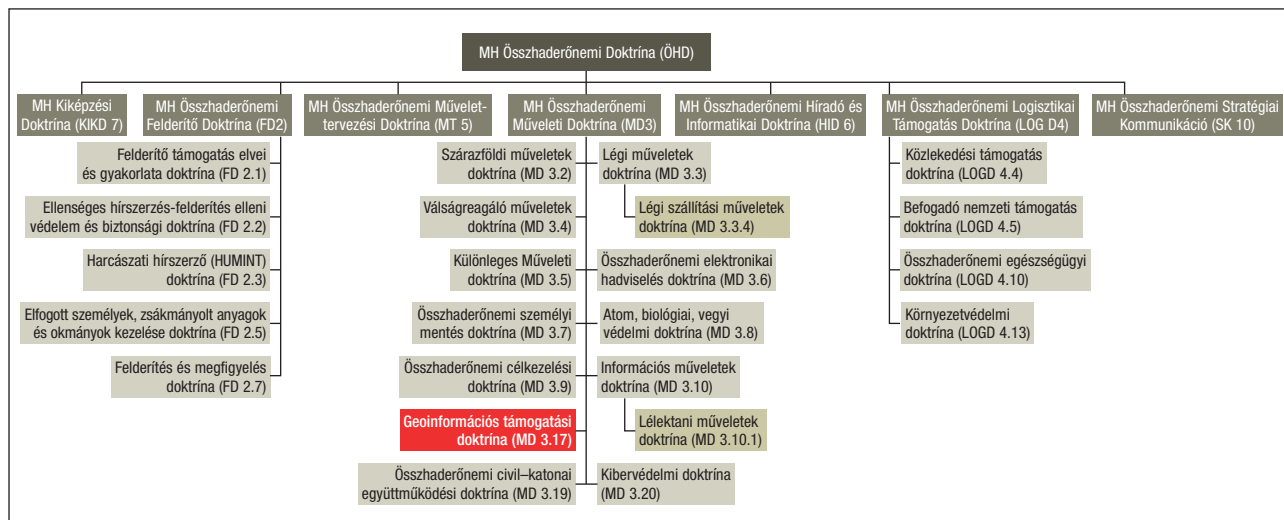 MH Összhaderőnemi Doktrína (ÖHD)
MH Kiképzési
Doktrína (KIKD 7)
MH Összhaderőnemi
Felderítő Doktrína (FD2)
MH Összhaderőnemi Művelet-
tervezési Doktrína (MT 5)
MH Összhaderőnemi
Műveleti Doktrína (MD3)
MH Összhaderőnemi Híradó és
Informatikai Doktrína (HID 6)
MH Összhaderőnemi Logisztikai
Támogatás Doktrína (LOG D4)
MH Összhaderőnemi Stratégiai
Kommunikáció (SK 10)
Felderítő támogatás elvei
és gyakorlata doktrína (FD 2.1)
Ellenséges hírszerzés-felderítés elleni
védelem és biztonsági doktrína (FD 2.2)
Harcászati hírszerző (HUMINT)
doktrína (FD 2.3)
Elfogott személyek, zsákmányolt anyagok
és okmányok kezelése doktrína (FD 2.5)
Felderítés és megfigyelés
doktrína (FD 2.7)
Szárazföldi műveletek
doktrína (MD 3.2)
Válságreagáló műveletek
doktrína (MD 3.4)
Különleges Műveleti
doktrína (MD 3.5)
Összhaderőnemi személyi
mentés doktrína (MD 3.7)
Összhaderőnemi célkezelési
doktrína (MD 3.9)
Geoinformációs támogatási
doktrína (MD 3.17)
Összhaderőnemi civil–katonai
együttműködési doktrína (MD 3.19)
Légi műveletek
doktrína (MD 3.3)
Légi szállítási műveletek
doktrína (MD 3.3.4)
Összhaderőnemi elektronikai
hadviselés doktrína (MD 3.6)
Atom, biológiai, vegyi
védelmi doktrína (MD 3.8)
Információs műveletek
doktrína (MD 3.10)
Lélektani műveletek
doktrína (MD 3.10.1)
Kibervédelmi doktrína
(MD 3.20)
Közlekedési támogatás
doktrína (LOGD 4.4)
Befogadó nemzeti támogatás
doktrína (LOGD 4.5)
Összhaderőnemi egészségügyi
doktrína (LOGD 4.10)
Környezetvédelmi
doktrína (LOGD 4.13)